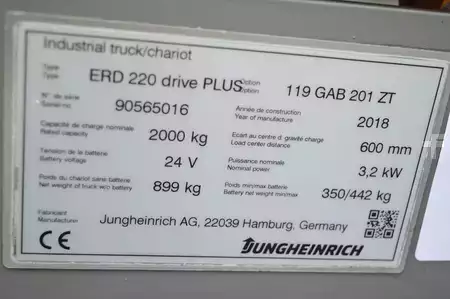 Industrial truck/chariot
Type
Type ERD 220 drive PLUS Option
Option 119 GAB 201 ZT
N° de série
Serial no. 90565016 Année de construction
Year of manufacture 2018
Capacité de charge nominale
Rated capacity 2000 kg Ecart au centre d. gravité charge
Load center distance 600 mm
Tension de la batterie
Battery voltage 24 V Puissance nominale
Nominal power 3,2 kW
Poids du chariot sans batterie
Net weight of truck w/o battery 899 kg Poids mini/max batterie
Battery weight min/max 350/442 kg
Fabricant
Manufacturer Jungheinrich AG, 22039 Hamburg, Germany
CE JUNGHEINRICH